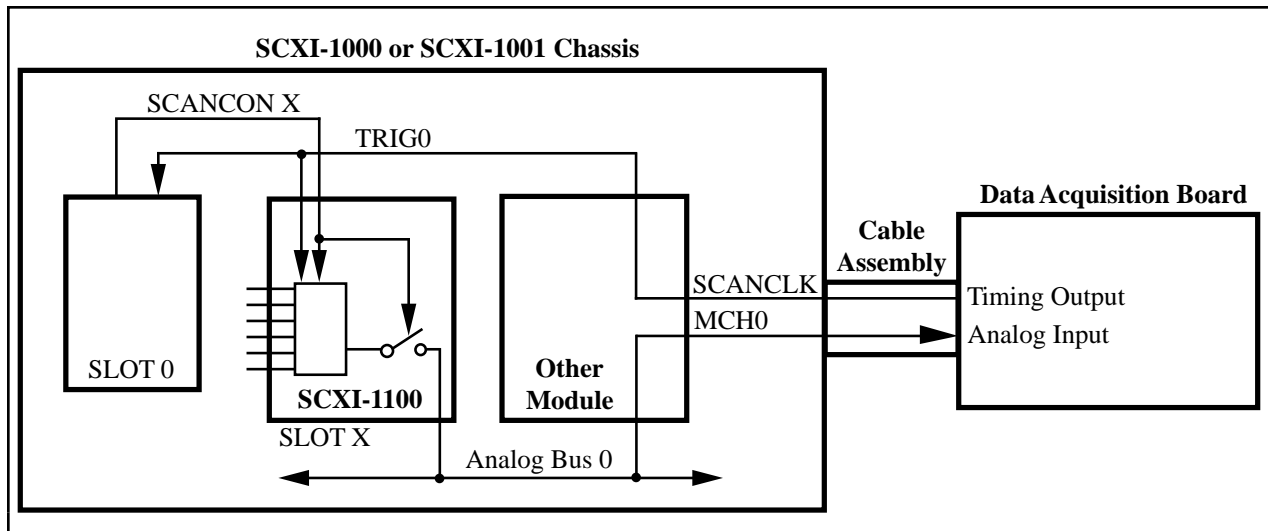 SCXI-1000 or SCXI-1001 Chassis
SCANCON X
TRIG0
Data Acquisition Board
Cable
Assembly
SCANCLK
Timing Output
MCH0
Analog Input
SLOT 0
Other
Module
SCXI-1100
SLOT X
Analog Bus 0